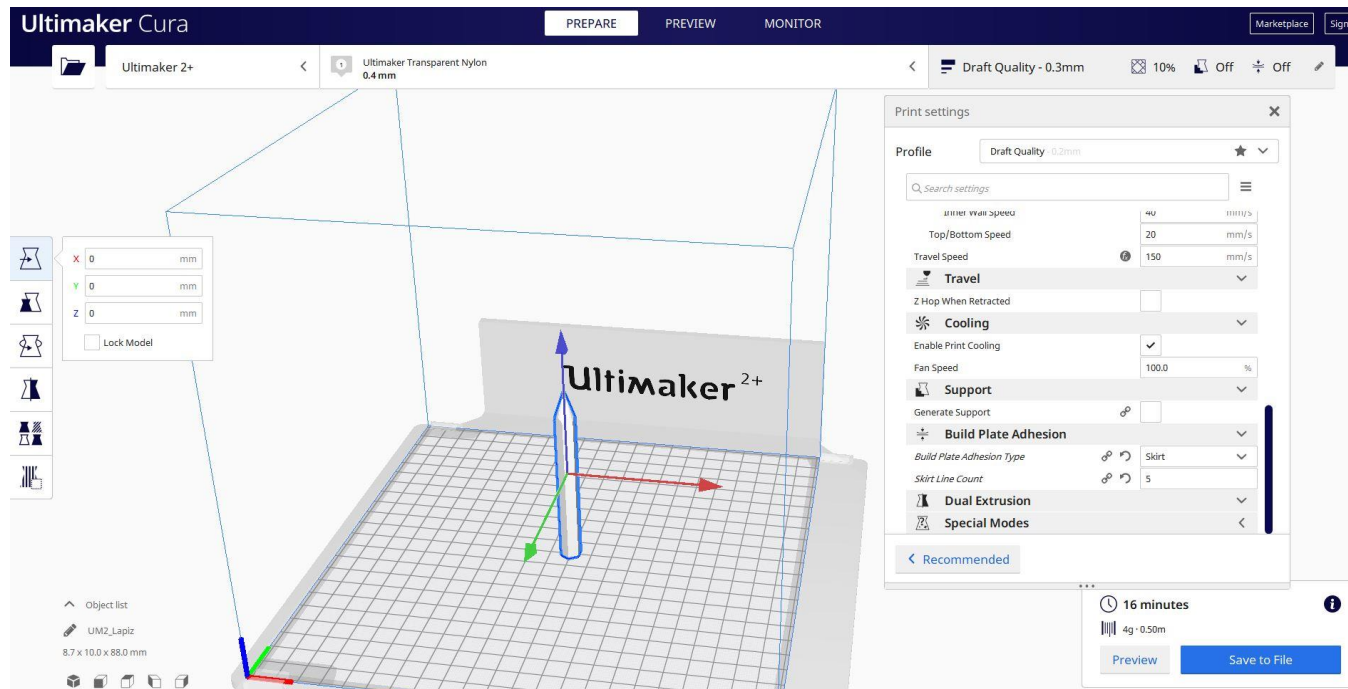 Ultimaker Cura
PREPARE
PREVIEW
MONITOR
Marketplace
Sign
Ultimaker 2+
1
Ultimaker Transparent Nylon
0.4 mm
Draft Quality - 0.3mm
10%
Off
Off
Print settings
Profile
Draft Quality - 0.2mm
Search settings
Inner Wall Speed
40
mm/s
Top/Bottom Speed
20
mm/s
Travel Speed
150
mm/s
Travel
Z Hop When Retracted
Cooling
Enable Print Cooling
Fan Speed
100.0
%
Support
Generate Support
Build Plate Adhesion
Build Plate Adhesion Type
Skirt
Skirt Line Count
5
Dual Extrusion
Special Modes
Recommended
X 0 mm
Y 0 mm
Z 0 mm
Lock Model
Ultimaker 2+
Object list
UM2_Lapiz
8.7 x 10.0 x 88.0 mm
16 minutes
4g · 0.50m
Preview
Save to File